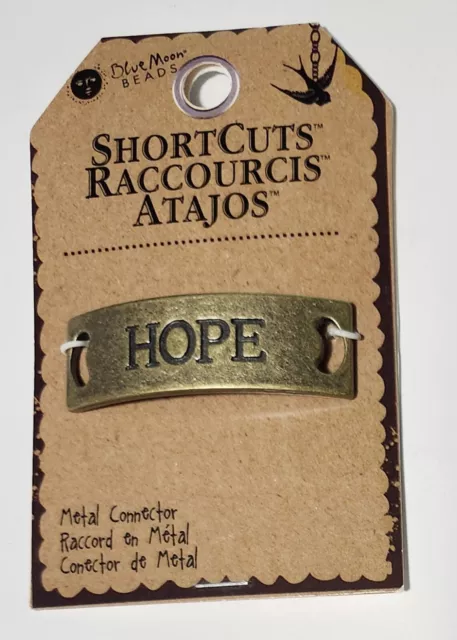 Blue Moon®
BEADS
SHORTCUTS™
RACCOURCIS™
ATAJOS™
HOPE
Metal Connector
Raccord en Métal
Conector de Metal